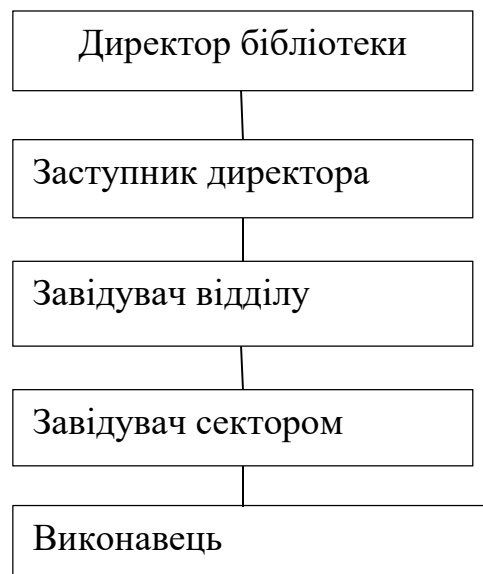 Директор бібліотеки
Заступник директора
Завідувач відділу
Завідувач сектором
Виконавець